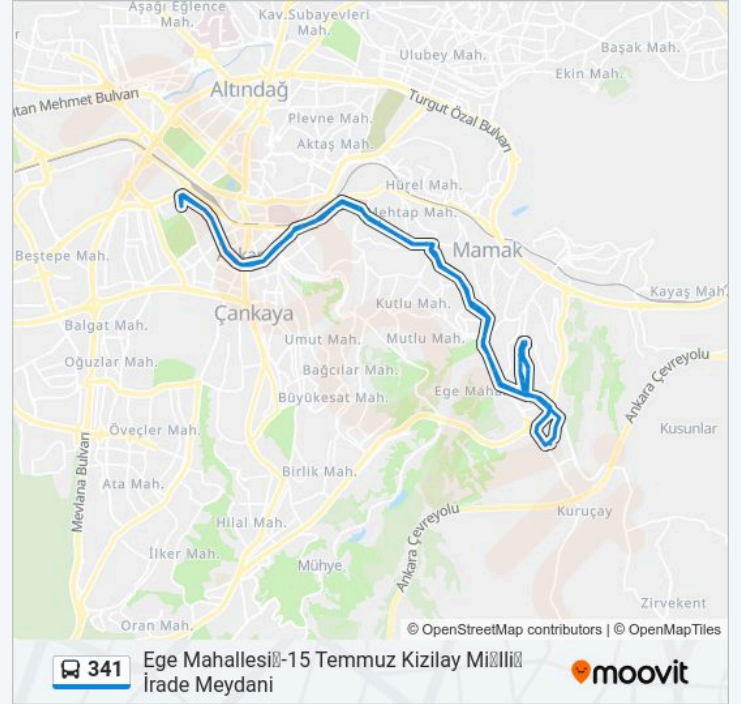 Aşağı Eğlence
Mah.
Kav.Subayevleri
Mah.
Ulubey Mah.
Başak Mah.
Ekin Mah.
Altındağ
tan Mehmet Bulvarı
Plevne Mah.
Turgut Özal Bulvarı
Aktaş Mah.
Hürel Mah.
Mehtap Mah.
Beştepe Mah.
Mamak
Kayaş Mah.
Kutlu Mah.
Çankaya
Balgat Mah.
Umut Mah.
Mutlu Mah.
Oğuzlar Mah.
Bağcılar Mah.
Ankara Çevreyolu
Büyükesat Mah.
Ege Maha
Öveçler Mah.
Kusunlar
Mevlana Bulvarı
Birlik Mah.
Ata Mah.
Hilal Mah.
Ankara Çevreyolu
Kuruçay
İlker Mah.
Mühye
Zirvekent
Oran Mah.
© OpenStreetMap contributors | © OpenMapTiles
341
Ege Mahallesi▯-15 Temmuz Kizilay Mi▯lli▯
İrade Meydani
moovit